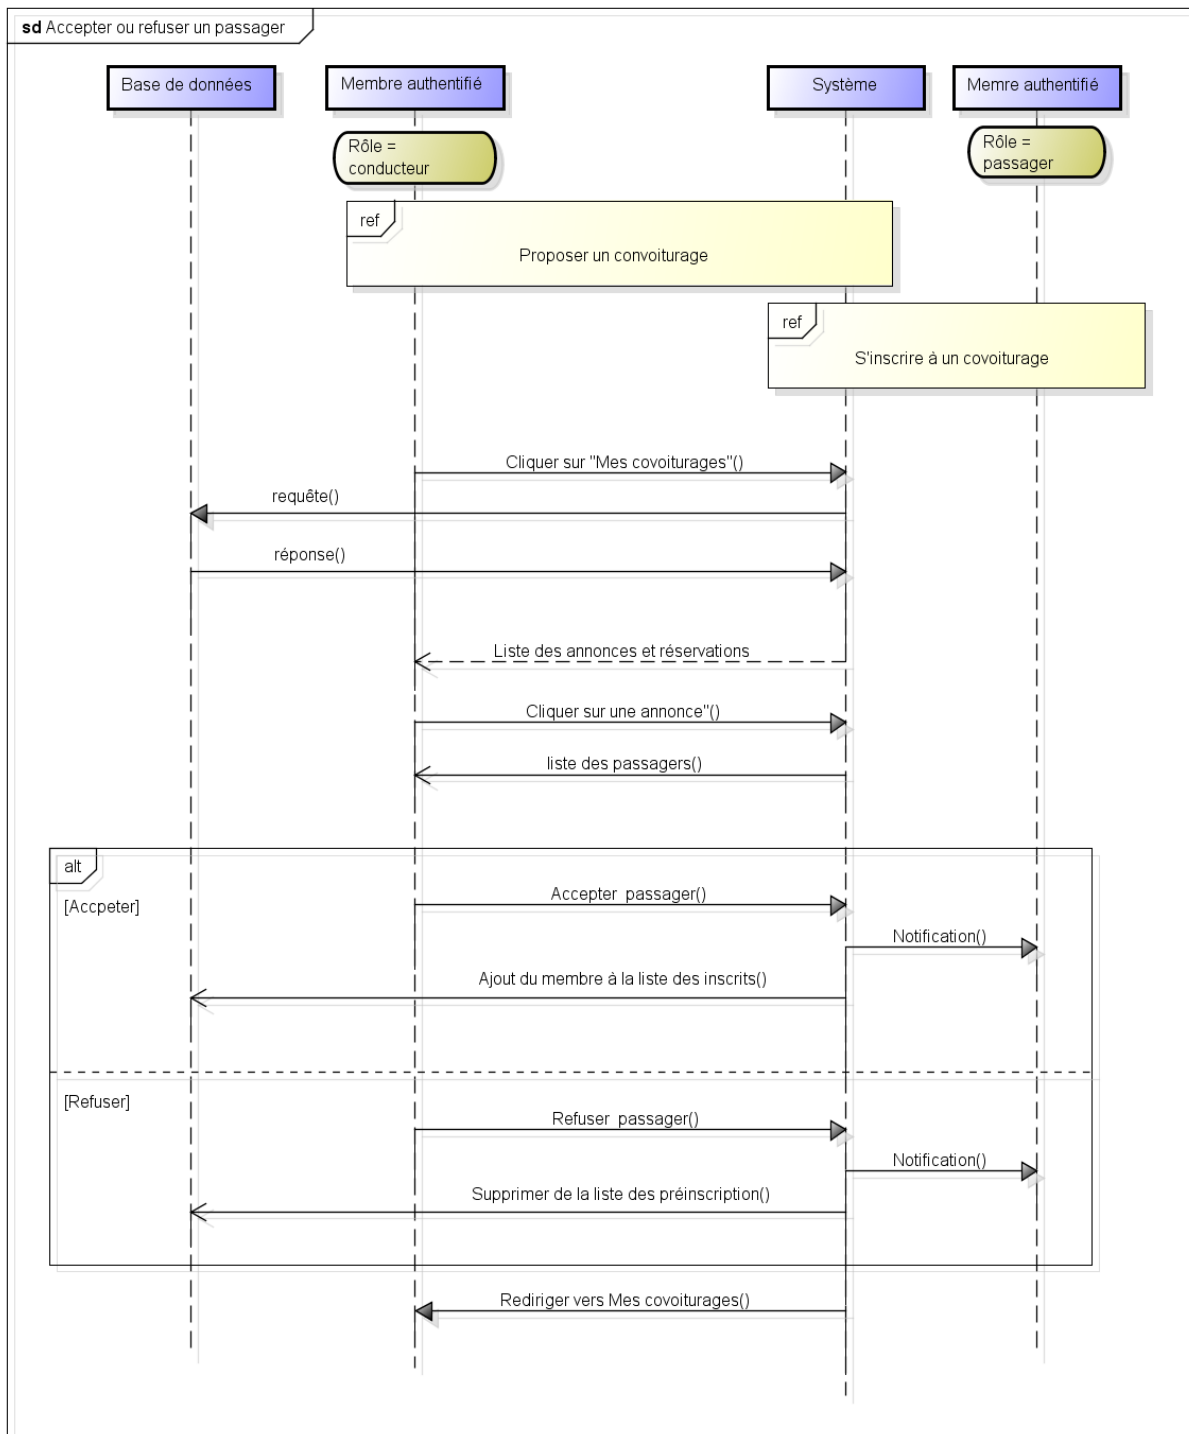 sd Accepter ou refuser un passager
Base de données
Membre authentifié
Système
Memre authentifié
Rôle =
conducteur
Rôle =
passager
ref
Proposer un convoiturage
ref
S'inscrire à un covoiturage
Cliquer sur "Mes covoiturages"()
requête()
réponse()
Liste des annonces et réservations
Cliquer sur une annonce"()
liste des passagers()
alt
[Accpeter]
Accepter  passager()
Notification()
Ajout du membre à la liste des inscrits()
[Refuser]
Refuser  passager()
Notification()
Supprimer de la liste des préinscription()
Rediriger vers Mes covoiturages()